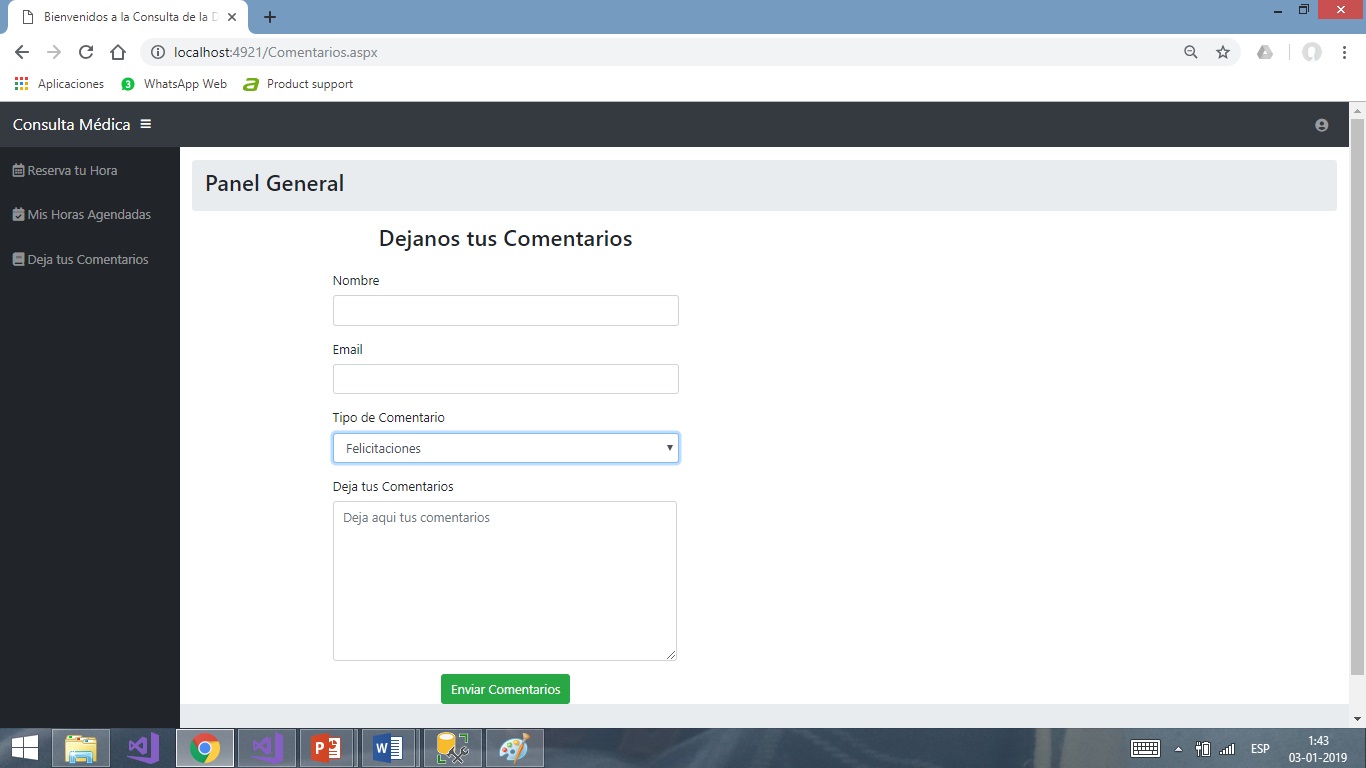 Bienvenidos a la Consulta de la D
localhost:4921/Comentarios.aspx
Aplicaciones
3
WhatsApp Web
Product support
Consulta Médica
Reserva tu Hora
Mis Horas Agendadas
Deja tus Comentarios
Panel General
Dejanos tus Comentarios
Nombre
Email
Tipo de Comentario
Felicitaciones
Deja tus Comentarios
Deja aqui tus comentarios
Enviar Comentarios
ESP
1:43
03-01-2019